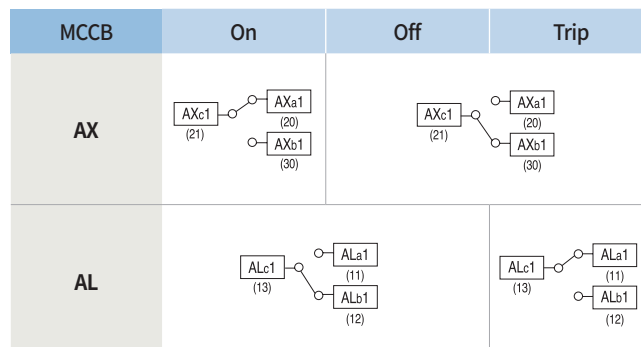 MCCB On Off Trip
AX
AXc1 AXa1
(21) (20)
AXb1
(30)
AXc1 AXa1
(21) (20)
AXb1
(30)
AL
ALc1 ALa1
(13) (11)
ALb1
(12)
ALc1 ALa1
(13) (11)
ALb1
(12)